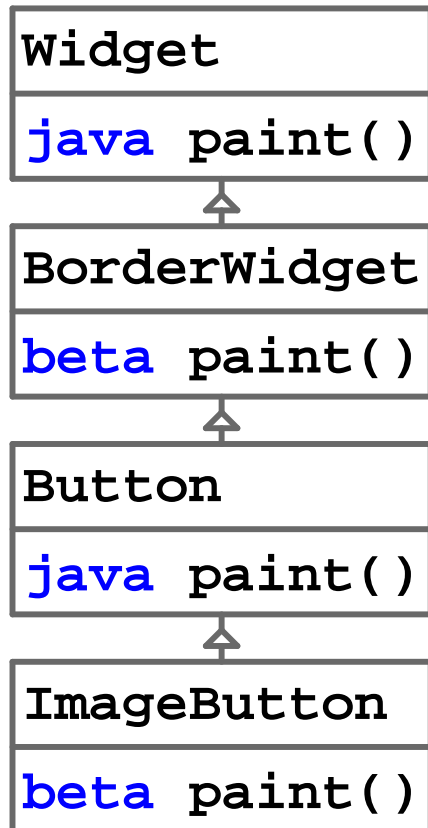 Widget
java paint()
BorderWidget
beta paint()
Button
java paint()
ImageButton
beta paint()